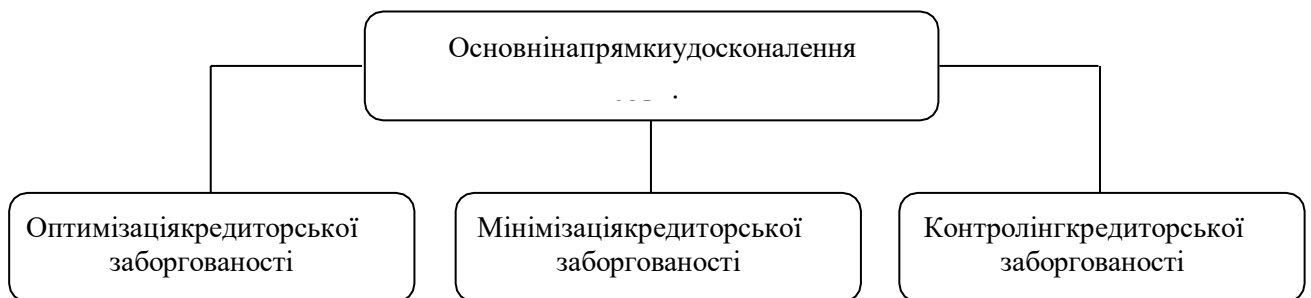 Основнінапрямкиудосконалення
Оптимізаціякредиторської
заборгованості
Мінімізаціякредиторської
заборгованості
Контролінгкредиторської
заборгованості